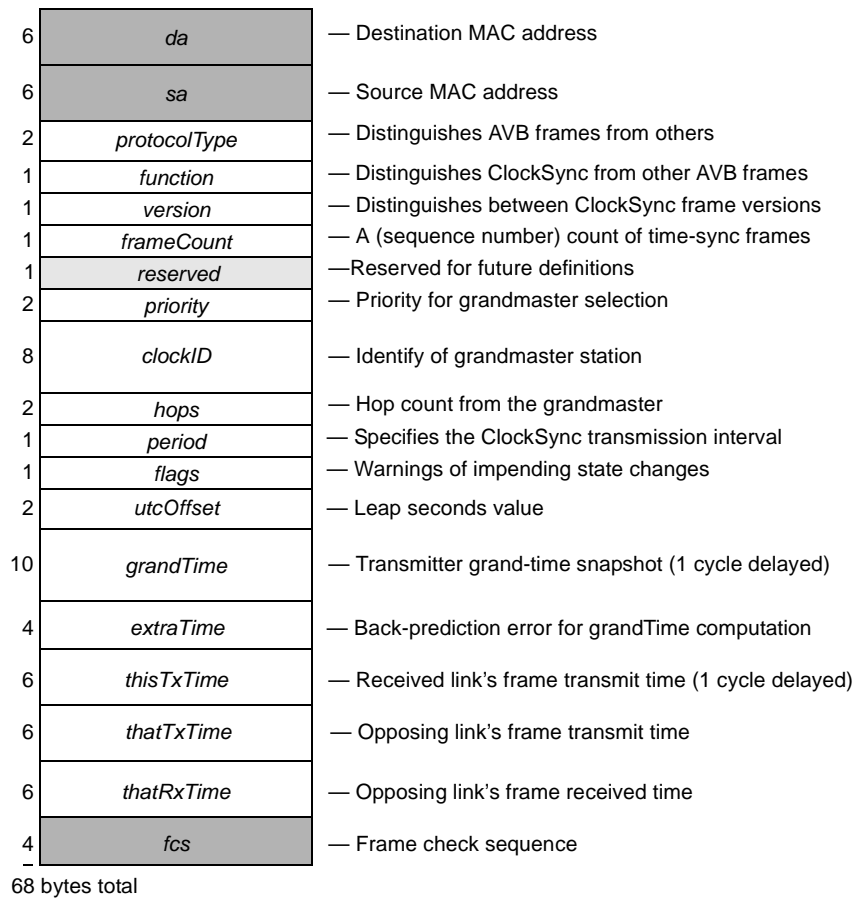 6 da — Destination MAC address
6 sa — Source MAC address
2 protocolType — Distinguishes AVB frames from others
1 function — Distinguishes ClockSync from other AVB frames
1 version — Distinguishes between ClockSync frame versions
1 frameCount — A (sequence number) count of time-sync frames
1 reserved —Reserved for future definitions
2 priority — Priority for grandmaster selection
8 clockID — Identify of grandmaster station
2 hops — Hop count from the grandmaster
1 period — Specifies the ClockSync transmission interval
1 flags — Warnings of impending state changes
2 utcOffset — Leap seconds value
10 grandTime — Transmitter grand-time snapshot (1 cycle delayed)
4 extraTime — Back-prediction error for grandTime computation
6 thisTxTime — Received link's frame transmit time (1 cycle delayed)
6 thatTxTime — Opposing link's frame transmit time
6 thatRxTime — Opposing link's frame received time
4 fcs — Frame check sequence
68 bytes total